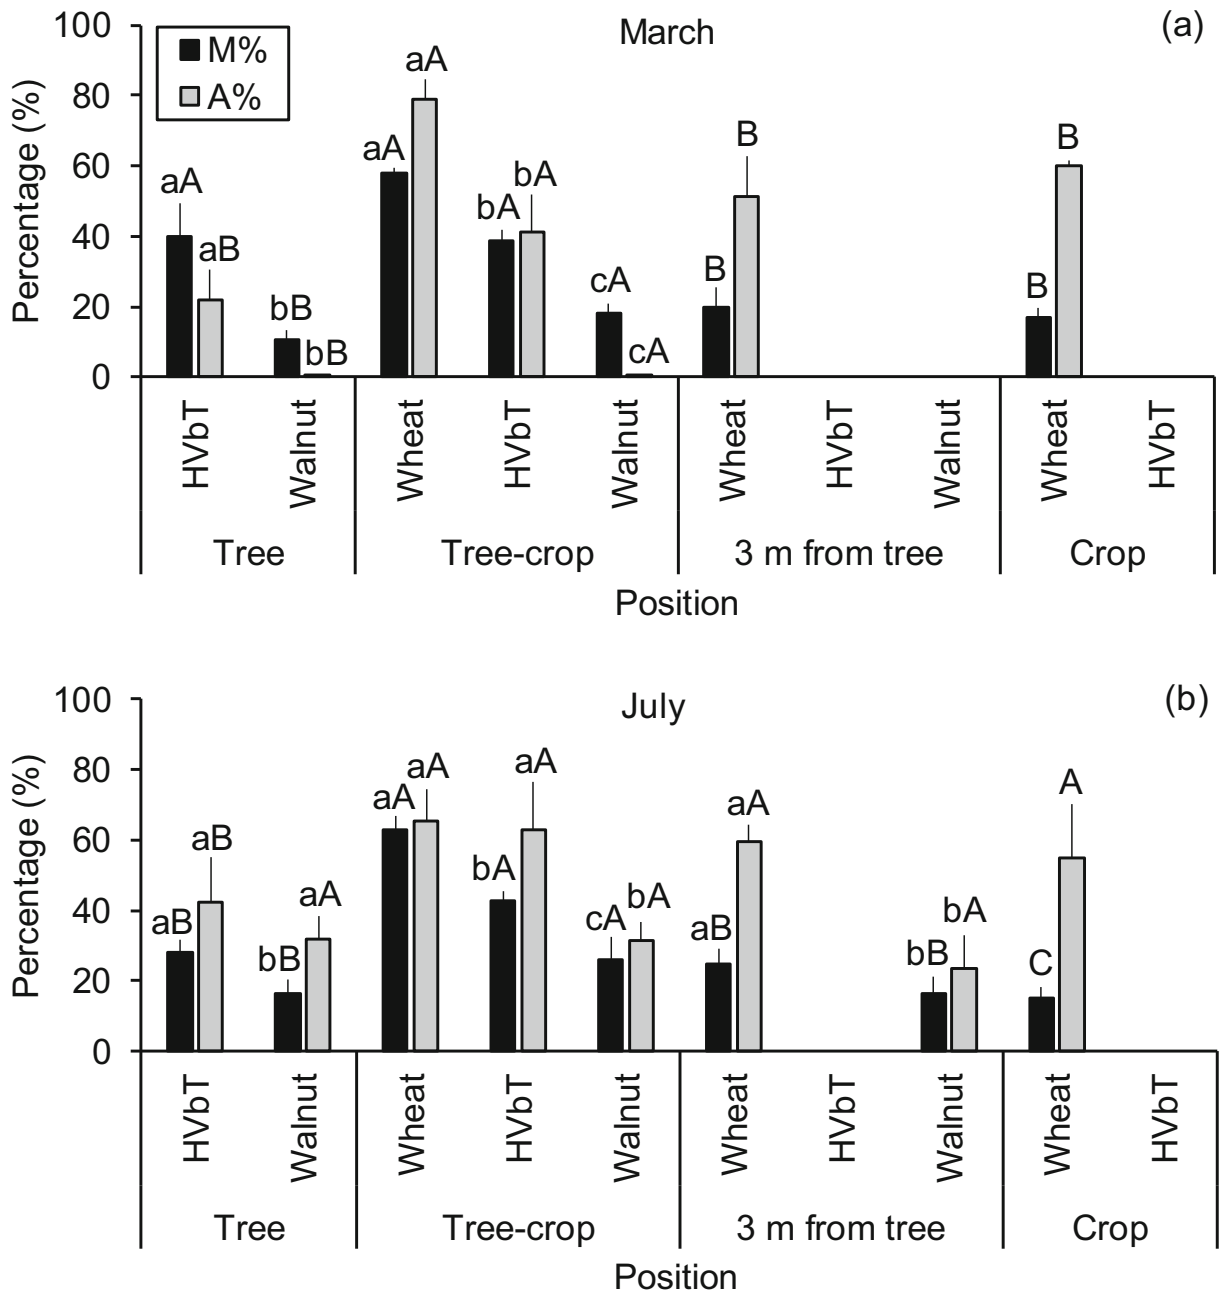 March
(a)
M%
A%
Percentage (%)
100
80
60
40
20
0
aA
aB
bB
bB
aA
aA
bA
bA
cA
cA
B
B
B
B
HVbT
Walnut
Wheat
HVbT
Walnut
Wheat
HVbT
Walnut
Wheat
HVbT
Tree
Tree-crop
3 m from tree
Crop
Position
July
(b)
Percentage (%)
100
80
60
40
20
0
aB
aB
bB
aA
aA
aA
bA
aA
cA
bA
aB
aA
bB
bA
C
A
HVbT
Walnut
Wheat
HVbT
Walnut
Wheat
HVbT
Walnut
Wheat
HVbT
Tree
Tree-crop
3 m from tree
Crop
Position